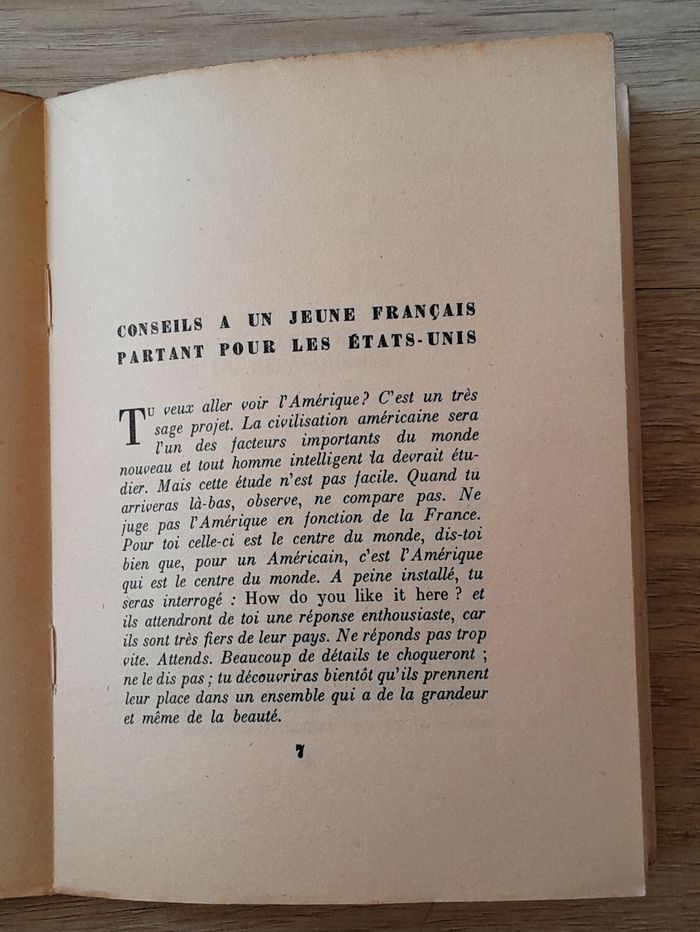 CONSEILS A UN JEUNE FRANÇAIS
PARTANT POUR LES ÉTATS-UNIS
TU veux aller voir l'Amérique? C'est un très
sage projet. La civilisation américaine sera
l'un des facteurs importants du monde
nouveau et tout homme intelligent la devrait étu-
dier. Mais cette étude n'est pas facile. Quand tu
arriveras là-bas, observe, ne compare pas. Ne
juge pas l'Amérique en fonction de la France.
Pour toi celle-ci est le centre du monde, dis-toi
bien que, pour un Américain, c'est l'Amérique
qui est le centre du monde. A peine installé, tu
seras interrogé : How do you like it here ? et
ils attendront de toi une réponse enthousiaste, car
ils sont très fiers de leur pays. Ne réponds pas trop
vite. Attends. Beaucoup de détails te choqueront ;
ne le dis pas ; tu découvriras bientôt qu'ils prennent
leur place dans un ensemble qui a de la grandeur
et même de la beauté.
7